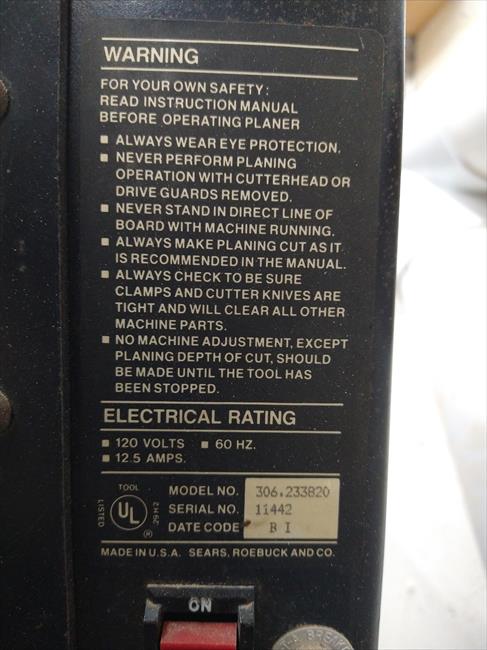 WARNING
FOR YOUR OWN SAFETY:
READ INSTRUCTION MANUAL
BEFORE OPERATING PLANER
■ ALWAYS WEAR EYE PROTECTION.
■ NEVER PERFORM PLANING
OPERATION WITH CUTTERHEAD OR
DRIVE GUARDS REMOVED.
■ NEVER STAND IN DIRECT LINE OF
BOARD WITH MACHINE RUNNING.
■ ALWAYS MAKE PLANING CUT AS IT
IS RECOMMENDED IN THE MANUAL.
■ ALWAYS CHECK TO BE SURE
CLAMPS AND CUTTER KNIVES ARE
TIGHT AND WILL CLEAR ALL OTHER
MACHINE PARTS.
■ NO MACHINE ADJUSTMENT, EXCEPT
PLANING DEPTH OF CUT, SHOULD
BE MADE UNTIL THE TOOL HAS
BEEN STOPPED.
ELECTRICAL RATING
■ 120 VOLTS ■ 60 HZ.
■ 12.5 AMPS.
TOOL
LISTED
UL
®
29H2
MODEL NO. 306.233820
SERIAL NO. 11442
DATE CODE B I
MADE IN U.S.A. SEARS, ROEBUCK AND CO.
ON